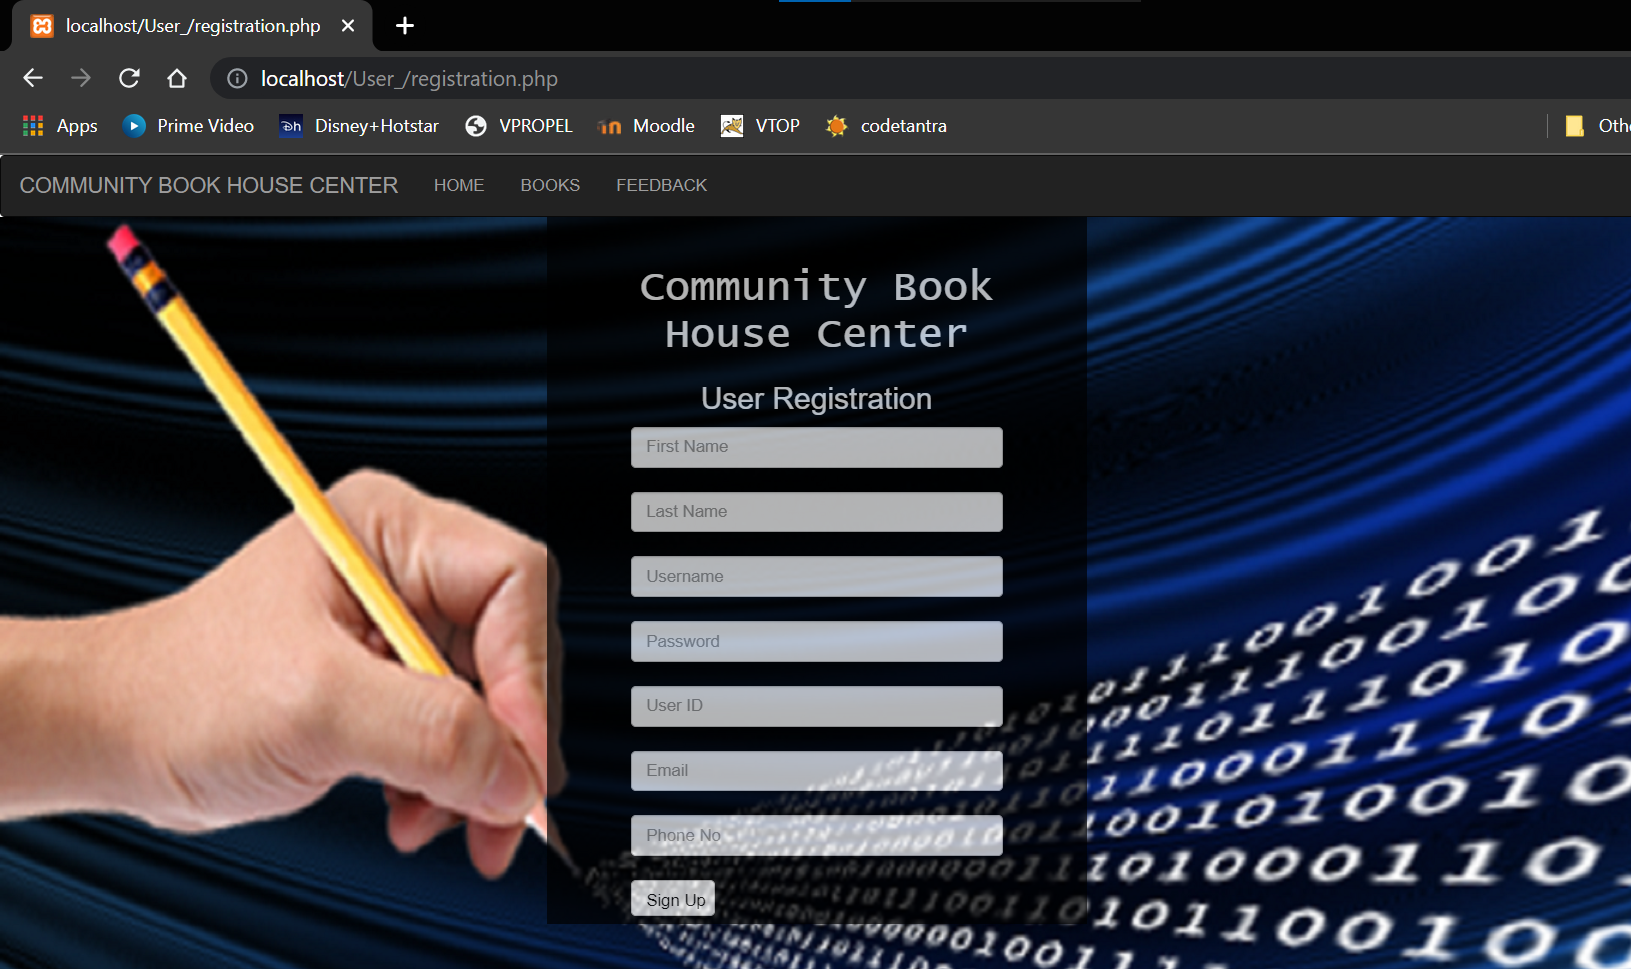 localhost/User_/registration.php
localhost/User_/registration.php
Apps Prime Video Disney+Hotstar VPROPEL Moodle VTOP codetantra
COMMUNITY BOOK HOUSE CENTER HOME BOOKS FEEDBACK
Community Book
House Center
User Registration
First Name
Last Name
Username
Password
User ID
Email
Phone No
Sign Up